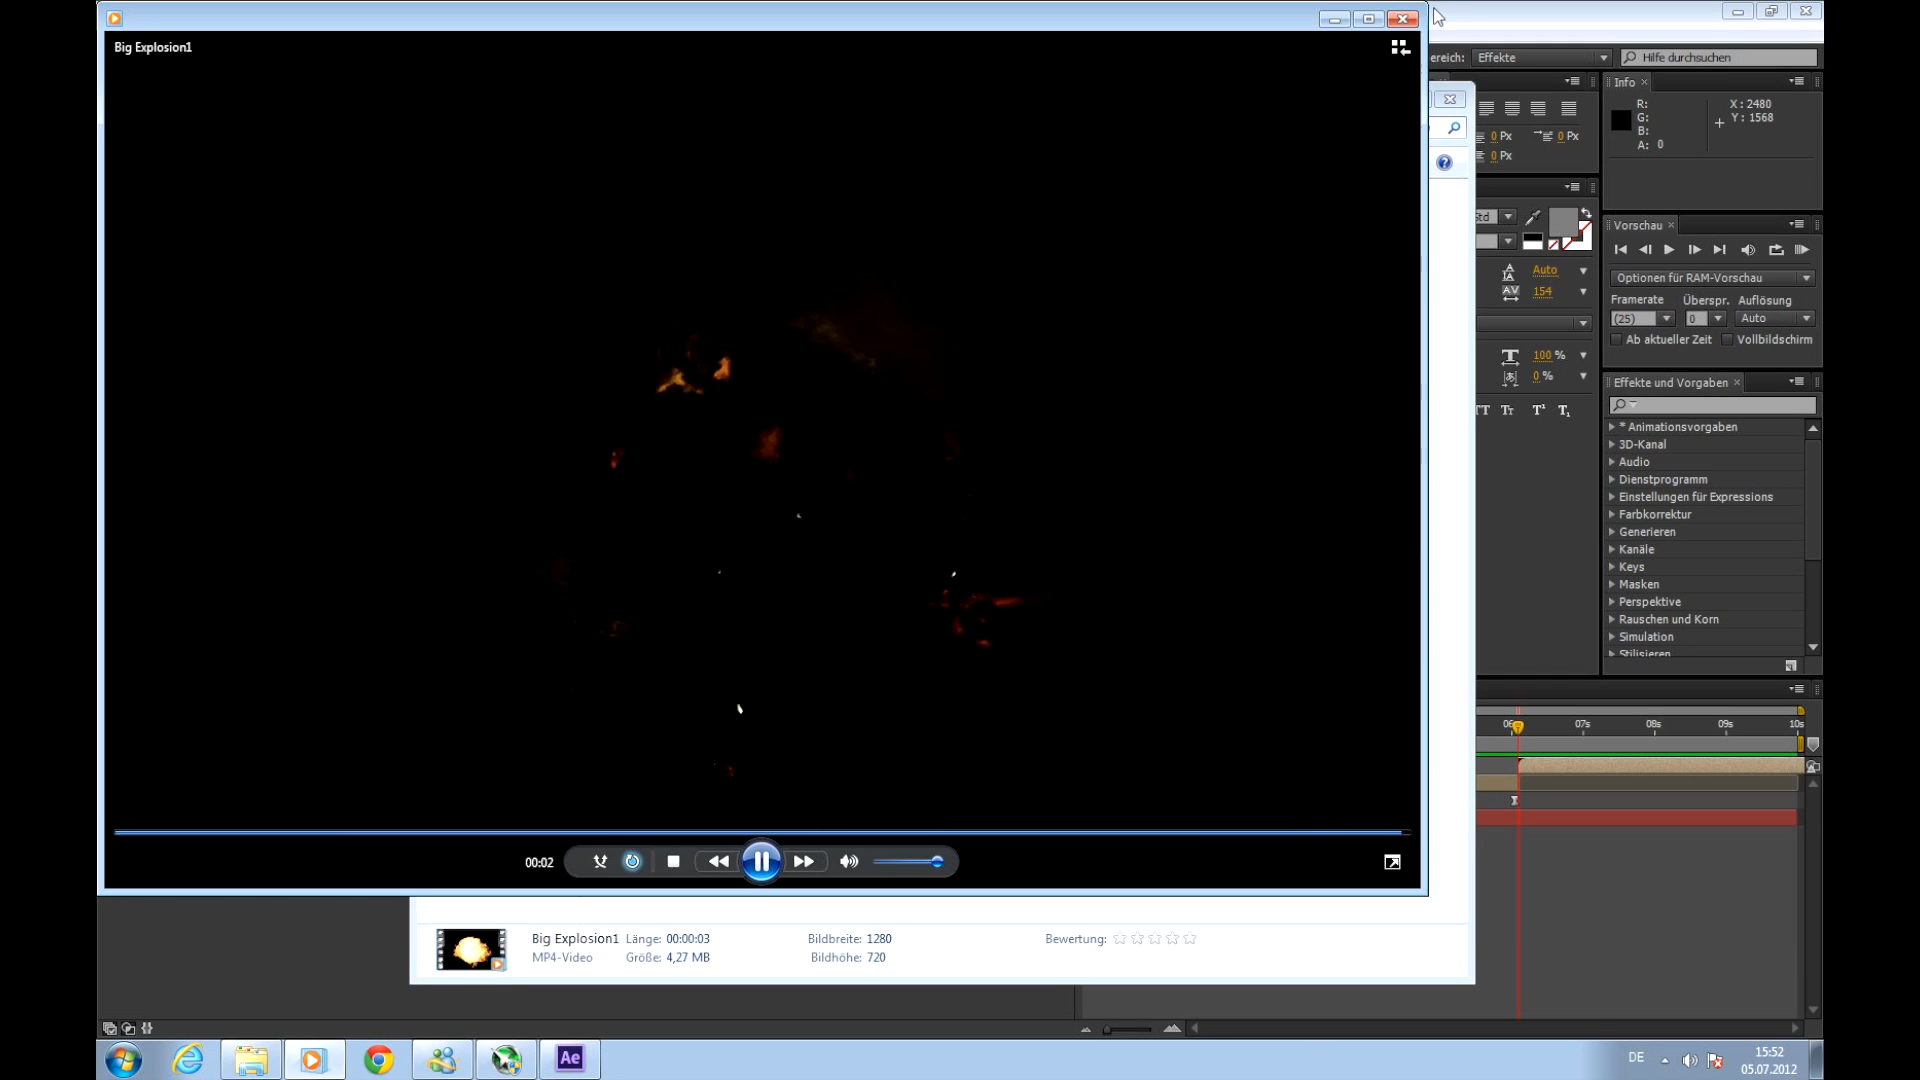 Big Explosion1
00:02
Big Explosion1 Länge: 00:00:03 Bildbreite: 1280 Bewertung:
MP4-Video Größe: 4,27 MB Bildhöhe: 720
ereich: Effekte Hilfe durchsuchen
0 Px 0 Px
0 Px
Std
Auto
154
100 %
0 %
Info
R: X : 2480
G: Y : 1568
B:
A: 0
Vorschau
Optionen für RAM-Vorschau
Framerate Überspr. Auflösung
(25) 0 Auto
Ab aktueller Zeit Vollbildschirm
Effekte und Vorgaben
* Animationsvorgaben
3D-Kanal
Audio
Dienstprogramm
Einstellungen für Expressions
Farbkorrektur
Generieren
Kanäle
Keys
Masken
Perspektive
Rauschen und Korn
Simulation
Stilisieren
07s 08s 09s 10s
Ae
DE
15:52
05.07.2012